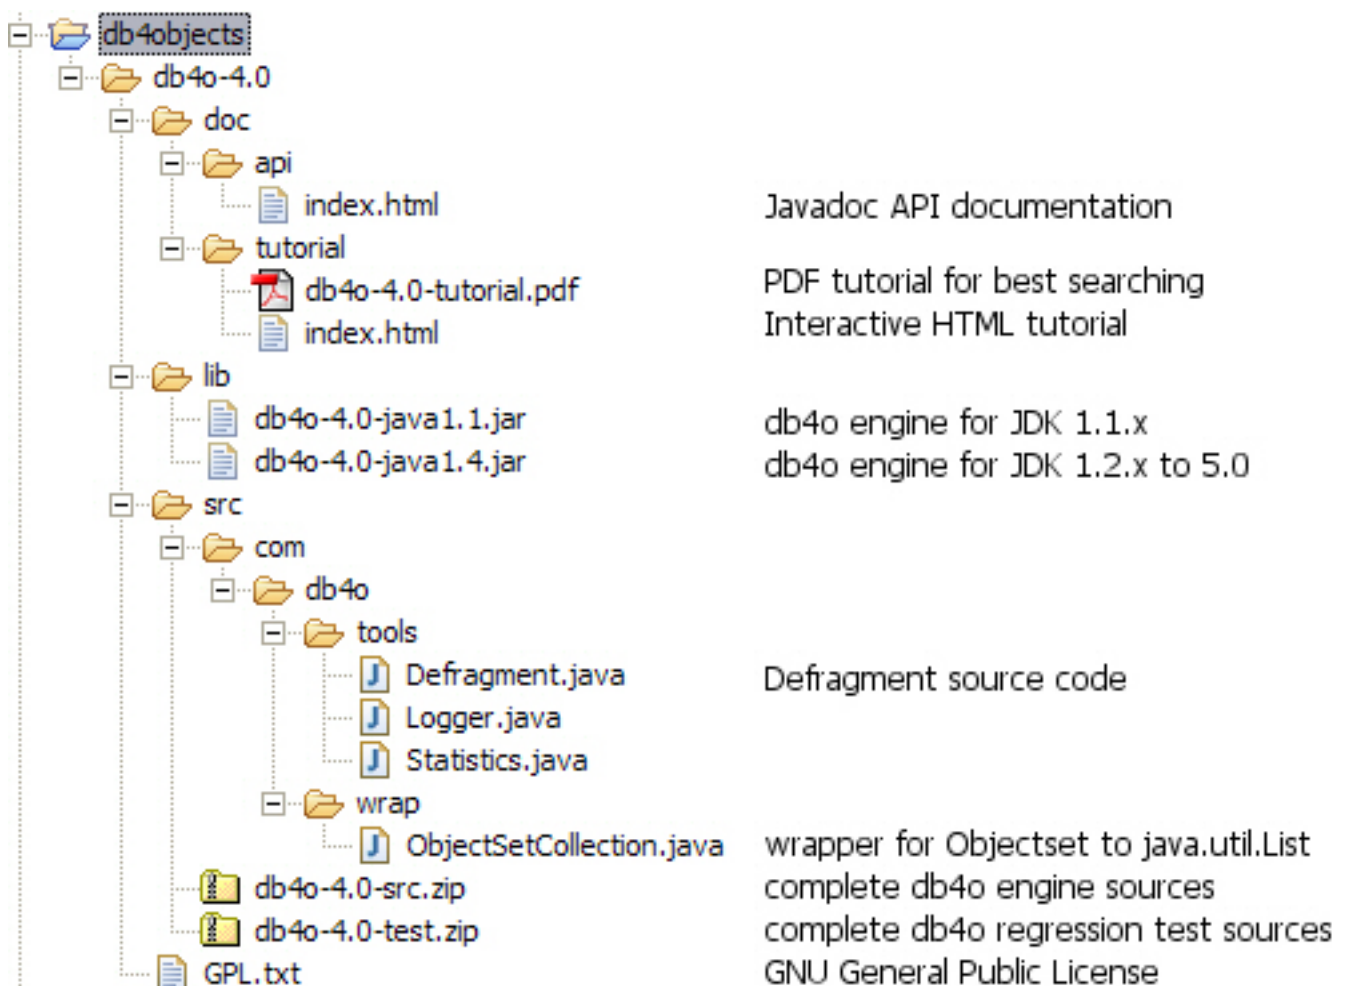 db4objects
db4o-4.0
doc
api
index.html Javadoc API documentation
tutorial
db4o-4.0-tutorial.pdf PDF tutorial for best searching
index.html Interactive HTML tutorial
lib
db4o-4.0-java1.1.jar db4o engine for JDK 1.1.x
db4o-4.0-java1.4.jar db4o engine for JDK 1.2.x to 5.0
src
com
db4o
tools
Defragment.java Defragment source code
Logger.java
Statistics.java
wrap
ObjectSetCollection.java wrapper for Objectset to java.util.List
db4o-4.0-src.zip complete db4o engine sources
db4o-4.0-test.zip complete db4o regression test sources
GPL.txt GNU General Public License